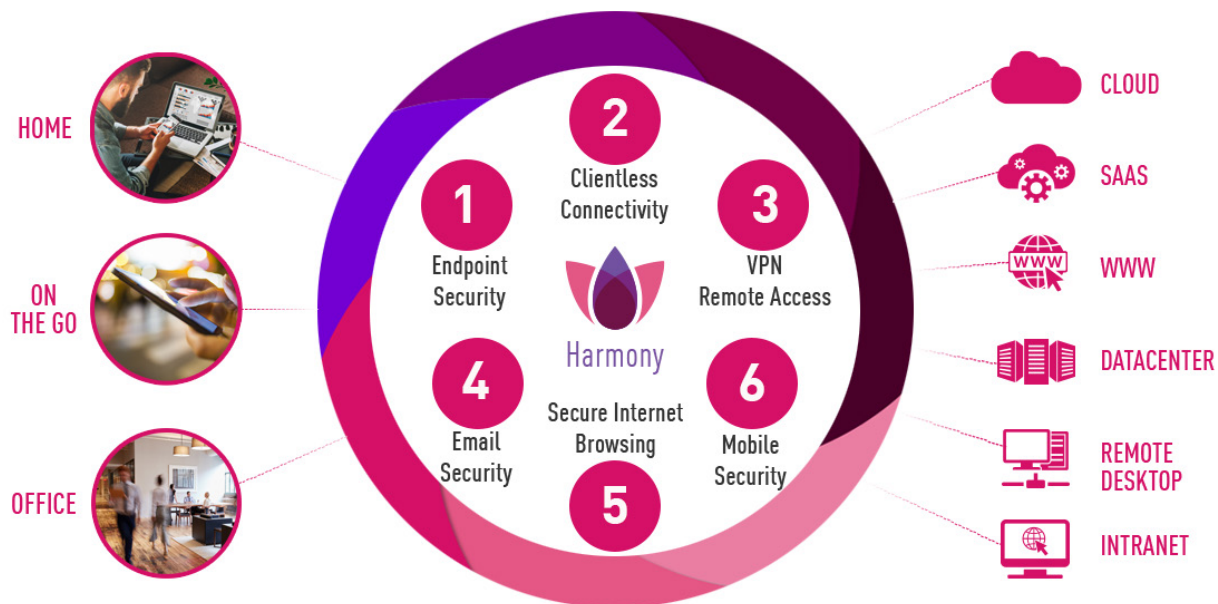 HOME
ON
THE GO
OFFICE
1
Endpoint
Security
2
Clientless
Connectivity
3
VPN
Remote Access
Harmony
4
Email
Security
Secure Internet
Browsing
5
6
Mobile
Security
CLOUD
SAAS
WWW
WWW
DATACENTER
REMOTE
DESKTOP
INTRANET